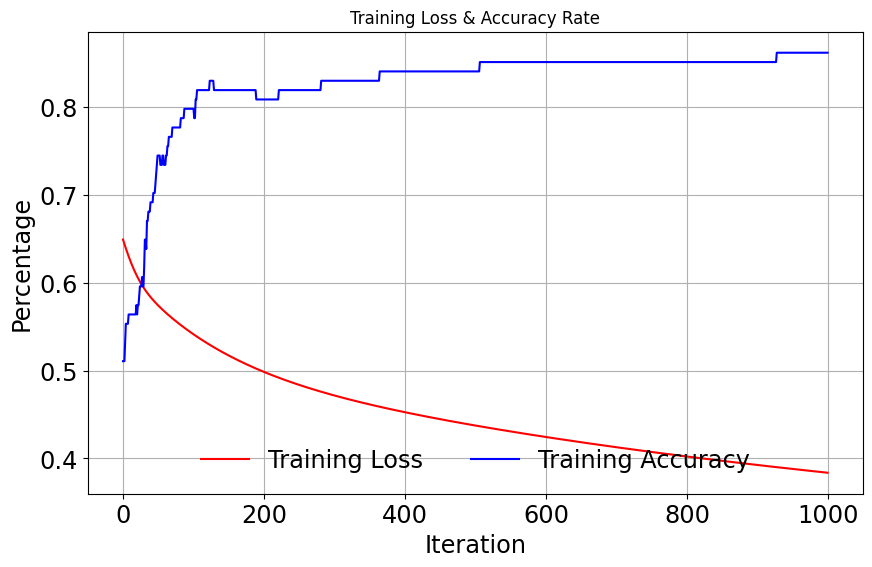 Training Loss & Accuracy Rate
Percentage
0.8
0.7
0.6
0.5
0.4
Training Loss
Training Accuracy
0 200 400 600 800 1000
Iteration